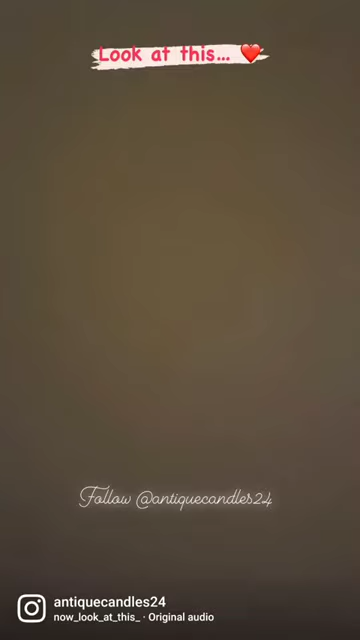 Look at this... ❤️
Follow @antiquecandles24
antiquecandles24
now_look_at_this_ · Original audio